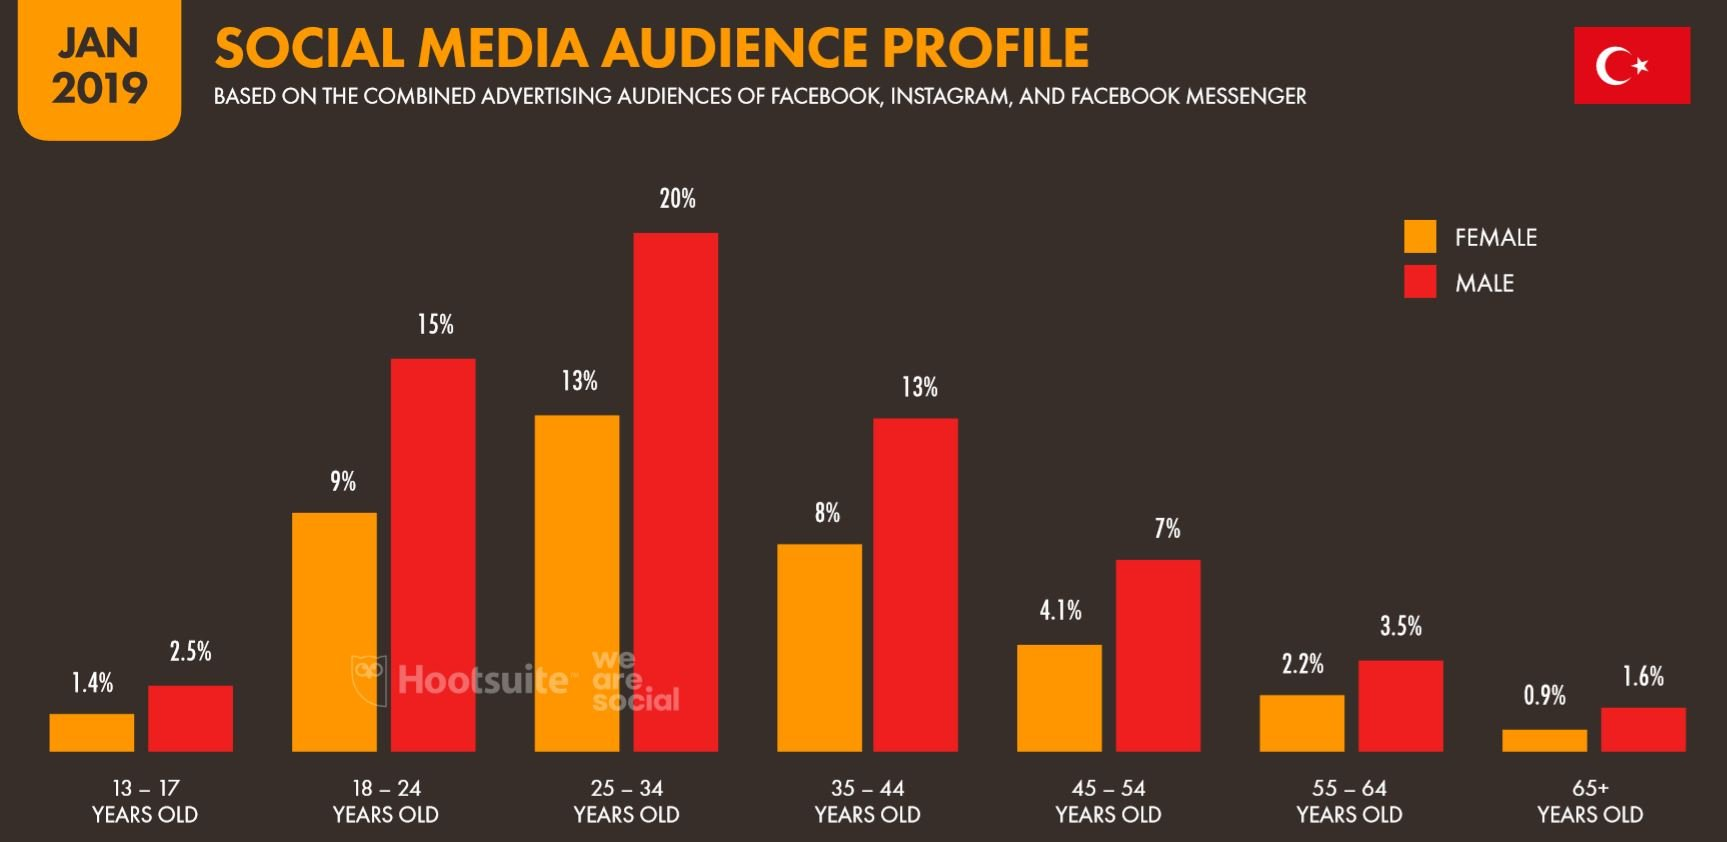 JAN
2019
SOCIAL MEDIA AUDIENCE PROFILE
BASED ON THE COMBINED ADVERTISING AUDIENCES OF FACEBOOK, INSTAGRAM, AND FACEBOOK MESSENGER
FEMALE
MALE
1.4%
2.5%
9%
15%
13%
20%
8%
13%
4.1%
7%
2.2%
3.5%
0.9%
1.6%
Hootsuite™
we
are
social
13 – 17
YEARS OLD
18 – 24
YEARS OLD
25 – 34
YEARS OLD
35 – 44
YEARS OLD
45 – 54
YEARS OLD
55 – 64
YEARS OLD
65+
YEARS OLD